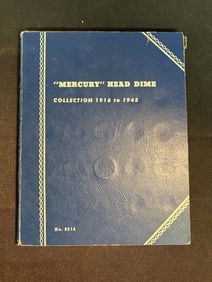 "MERCURY" HEAD DIME
COLLECTION 1916 to 1945
No. 9014